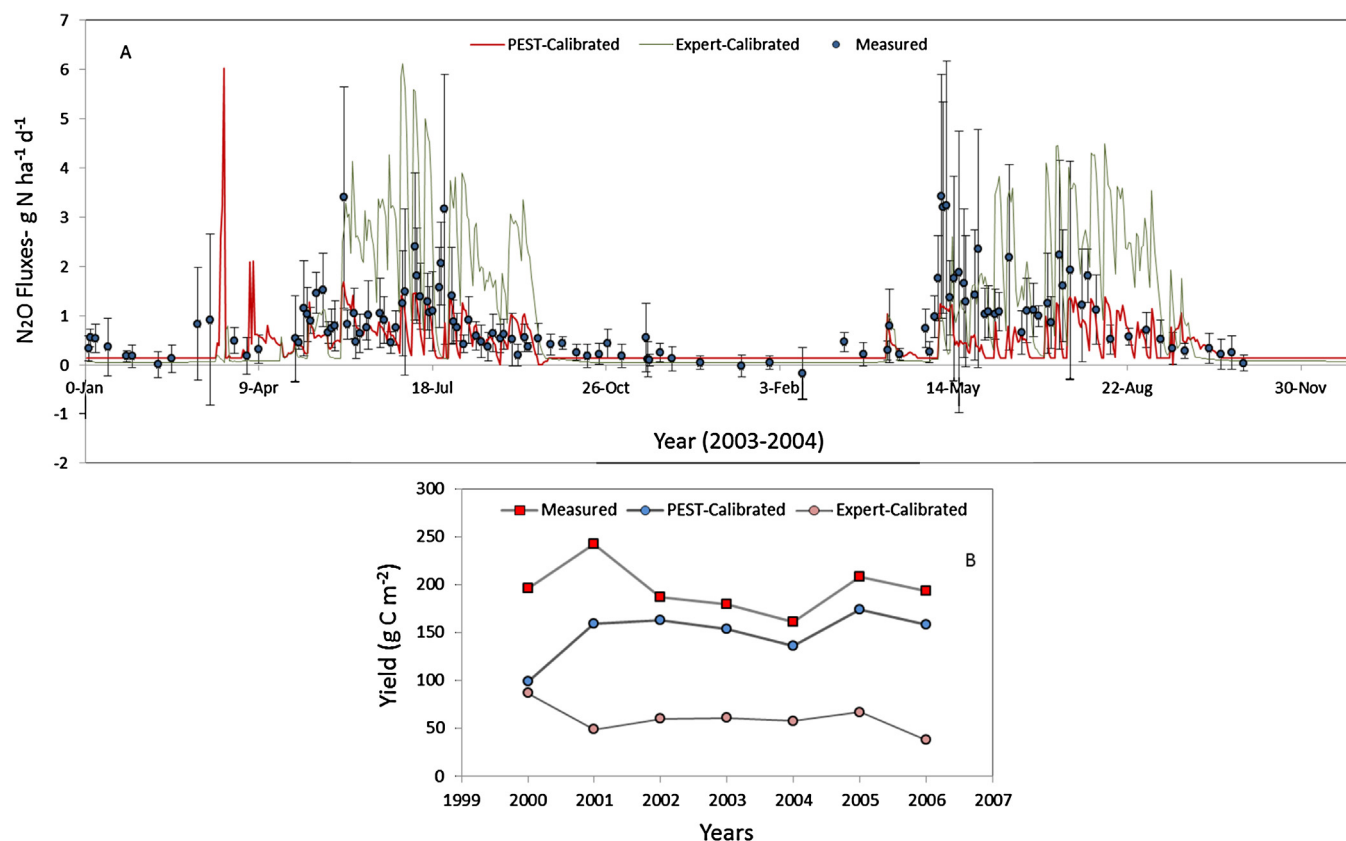 7
A
PEST-Calibrated Expert-Calibrated Measured
6
5
4
3
2
1
0
-1
-2
N2O Fluxes- g N ha⁻¹ d⁻¹
0-Jan 9-Apr 18-Jul 26-Oct 3-Feb 14-May 22-Aug 30-Nov
Year (2003-2004)
300
Measured PEST-Calibrated Expert-Calibrated
B
250
200
150
100
50
0
Yield (g C m⁻²)
1999 2000 2001 2002 2003 2004 2005 2006 2007
Years